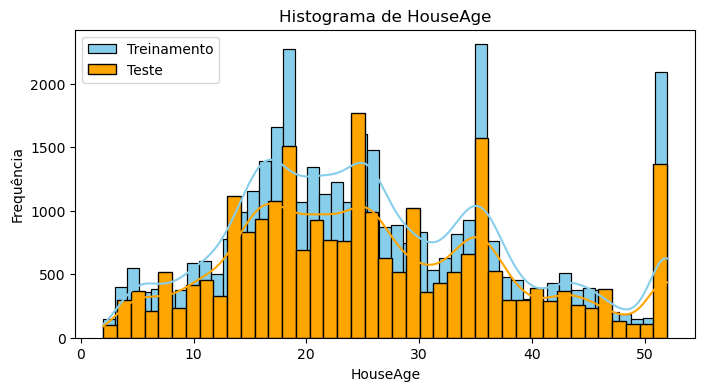 Histograma de HouseAge
Treinamento
Teste
Frequência
2000
1500
1000
500
0
0 10 20 30 40 50
HouseAge